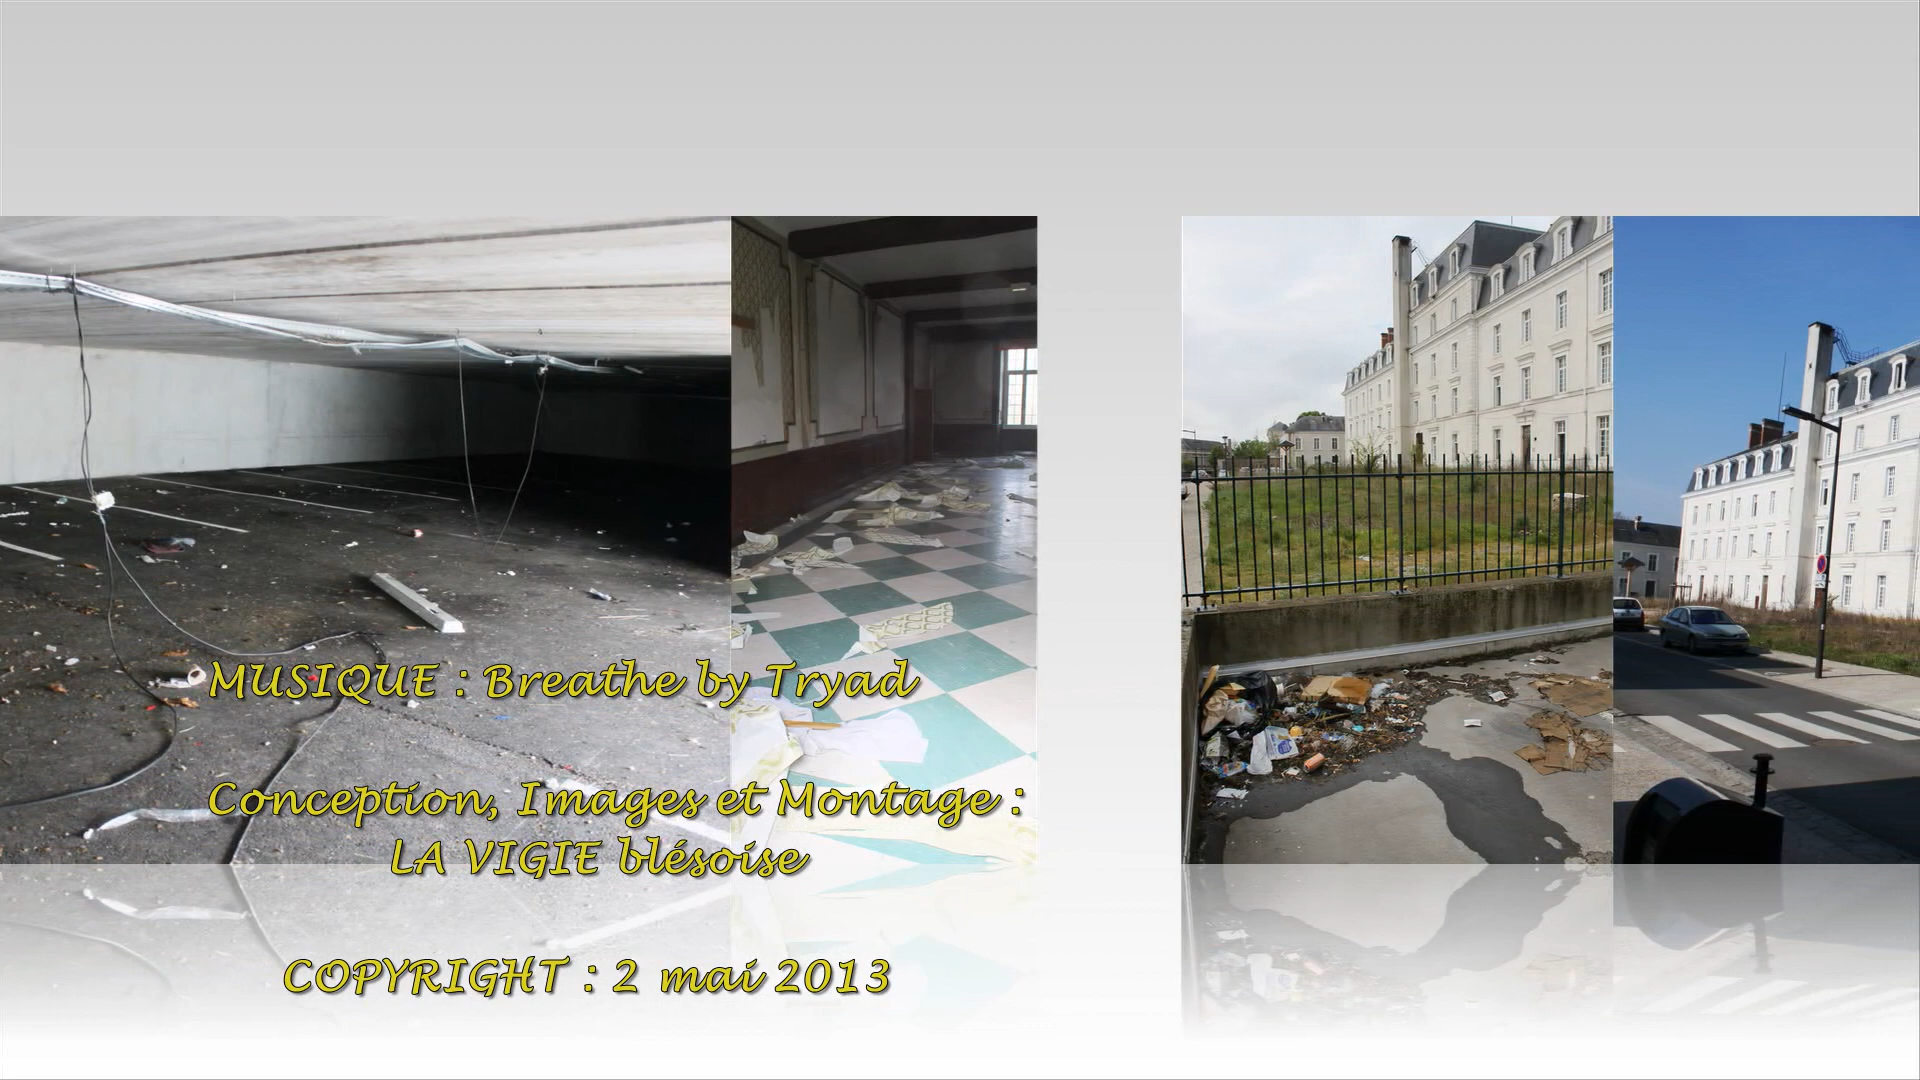 MUSIQUE : Breathe by Tryad
Conception, Images et Montage :
LA VIGIE blésoise
COPYRIGHT : 2 mai 2013